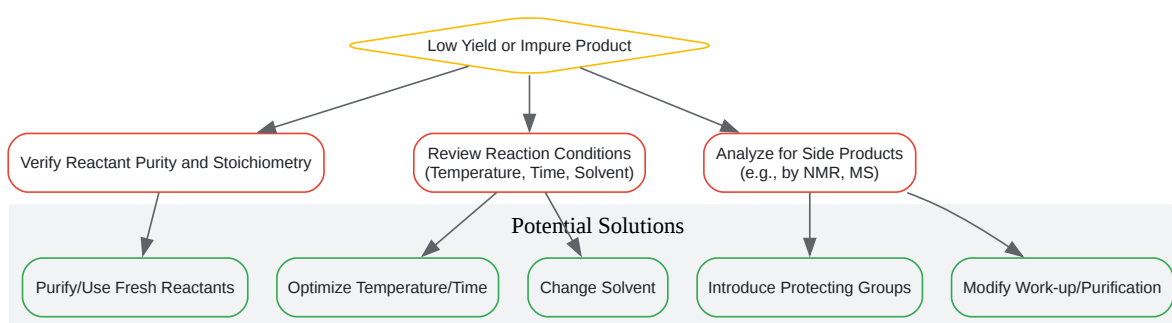 Low Yield or Impure Product
Verify Reactant Purity and Stoichiometry
Review Reaction Conditions
(Temperature, Time, Solvent)
Analyze for Side Products
(e.g., by NMR, MS)
Potential Solutions
Purify/Use Fresh Reactants
Optimize Temperature/Time
Change Solvent
Introduce Protecting Groups
Modify Work-up/Purification